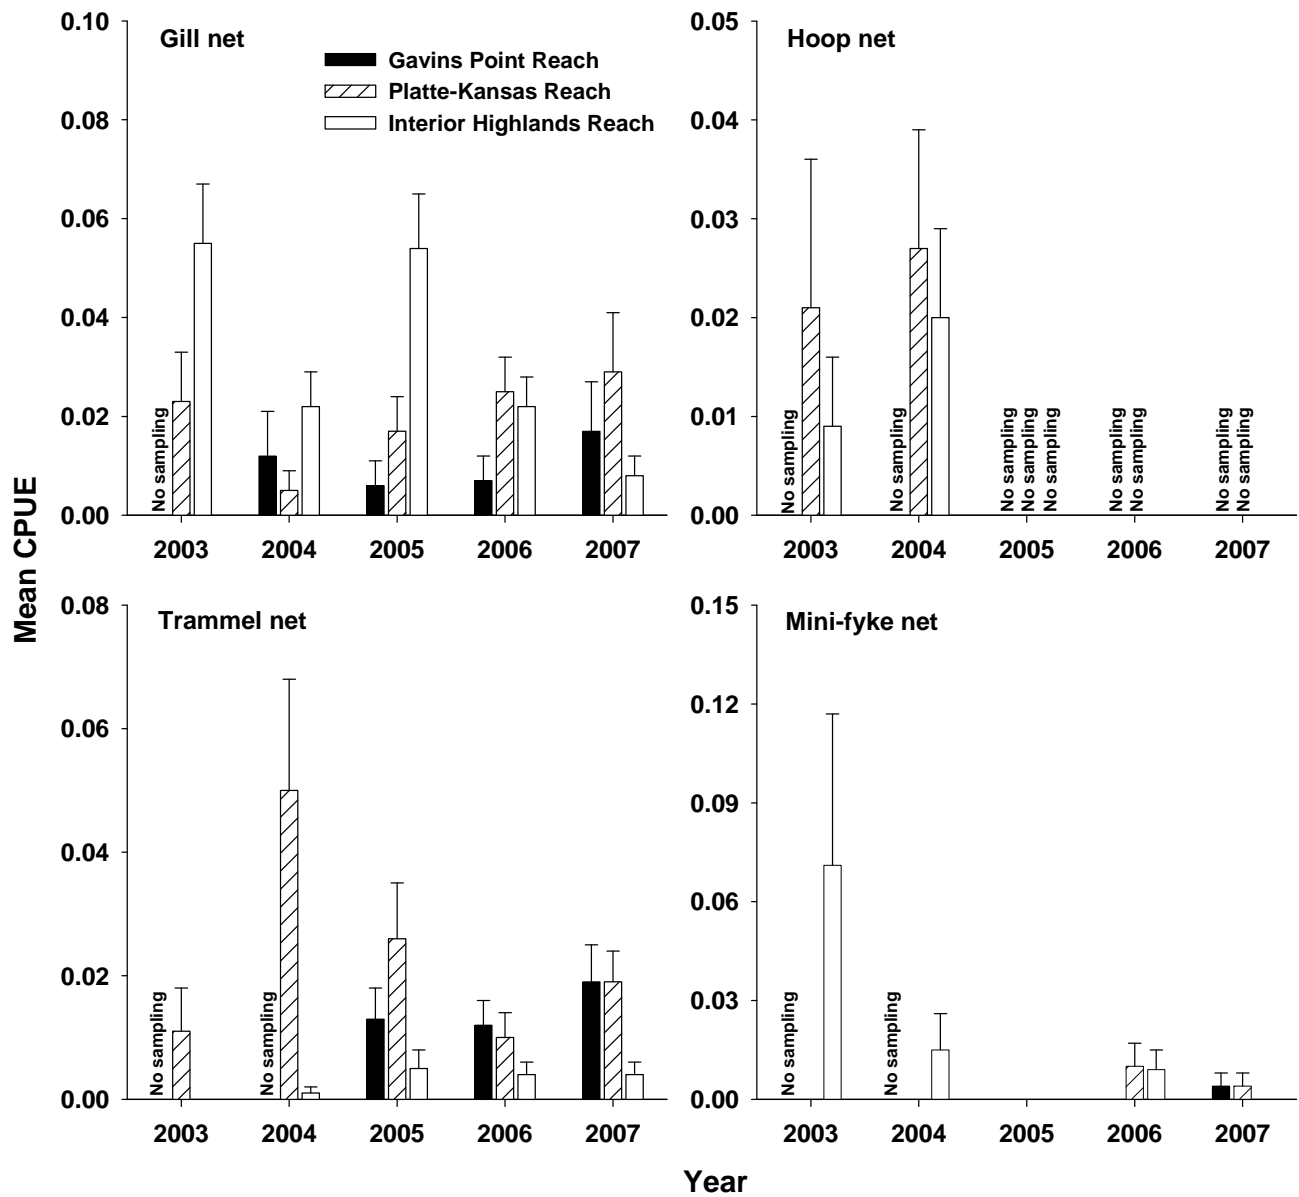 Mean CPUE
Gill net
Gavins Point Reach
Platte-Kansas Reach
Interior Highlands Reach
0.10
0.08
0.06
0.04
0.02
0.00
No sampling
2003 2004 2005 2006 2007
Hoop net
0.05
0.04
0.03
0.02
0.01
0.00
No sampling
No sampling
No sampling
No sampling
No sampling
No sampling
No sampling
No sampling
No sampling
2003 2004 2005 2006 2007
Trammel net
0.08
0.06
0.04
0.02
0.00
No sampling
No sampling
2003 2004 2005 2006 2007
Mini-fyke net
0.15
0.12
0.09
0.06
0.03
0.00
No sampling
No sampling
2003 2004 2005 2006 2007
Year